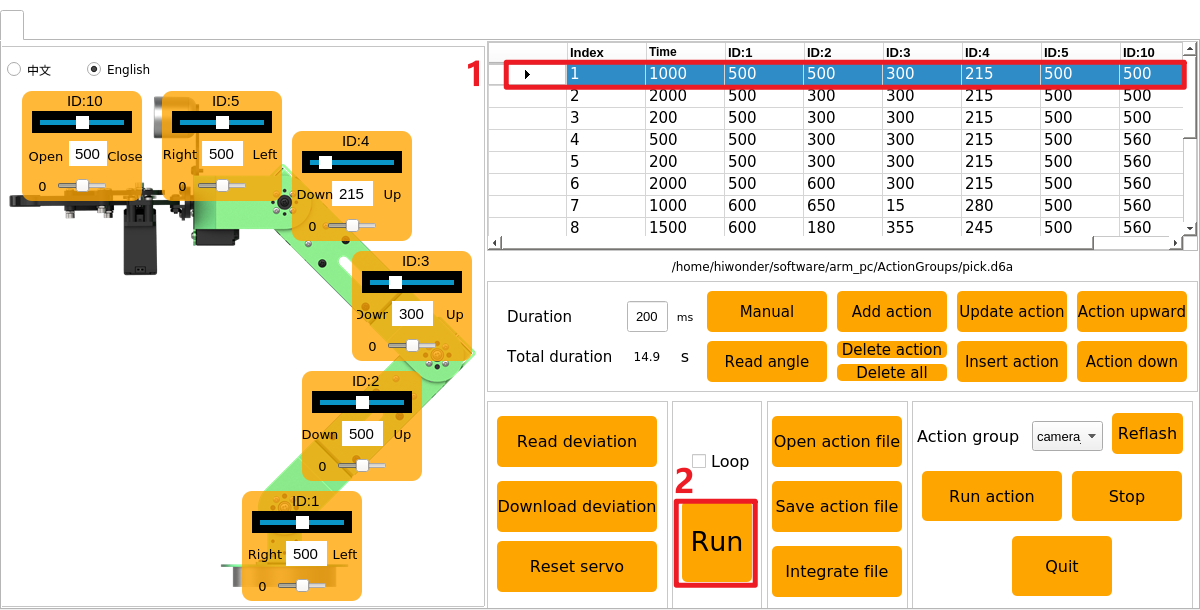 中文
English
ID:10
Open 500 Close
0
ID:5
Right 500 Left
0
ID:4
Down 215 Up
0
ID:3
Down 300 Up
0
ID:2
Down 500 Up
0
ID:1
Right 500 Left
0
1
Index Time ID:1 ID:2 ID:3 ID:4 ID:5 ID:10
1 1000 500 500 300 215 500 500
2 2000 500 300 300 215 500 500
3 200 500 300 300 215 500 500
4 500 500 300 300 215 500 560
5 200 500 300 300 215 500 560
6 2000 500 600 300 215 500 560
7 1000 600 650 15 280 500 560
8 1500 600 180 355 245 500 560
/home/hiwonder/software/arm_pc/ActionGroups/pick.d6a
Duration 200 ms
Total duration 14.9 s
Manual
Add action
Update action
Action upward
Read angle
Delete action
Delete all
Insert action
Action down
Read deviation
Download deviation
Reset servo
Loop
2
Run
Open action file
Save action file
Integrate file
Action group camera_
Reflash
Run action
Stop
Quit